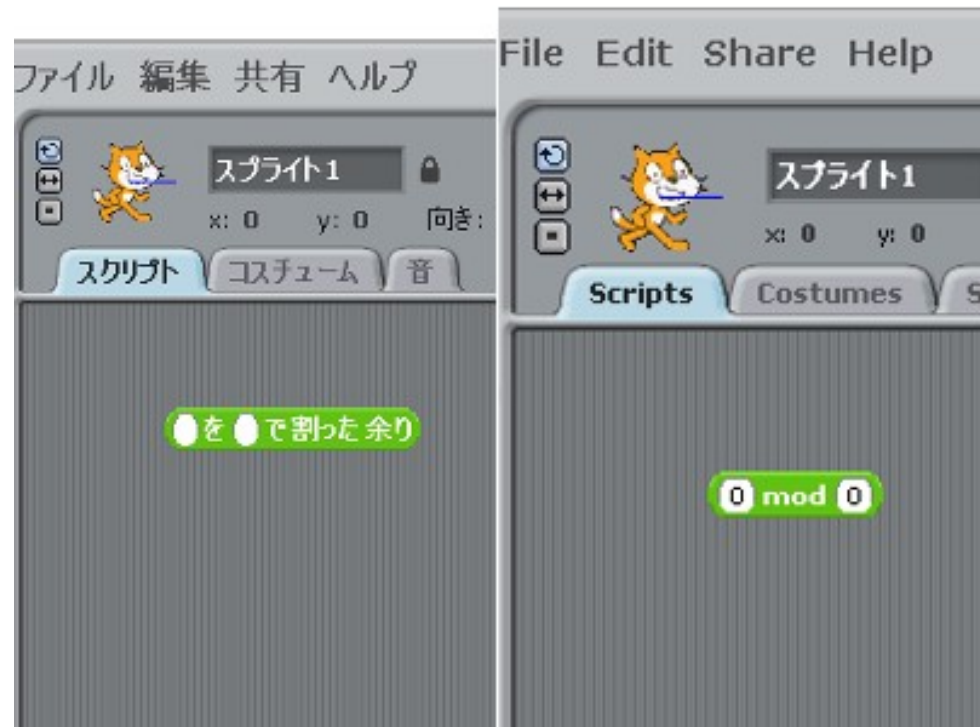 ファイル 編集 共有 ヘルプ
スプライト1
x: 0 y: 0 向き:
スクリプト コスチューム 音
を で割った余り
File Edit Share Help
スプライト1
x: 0 y: 0
Scripts Costumes S
0 mod 0